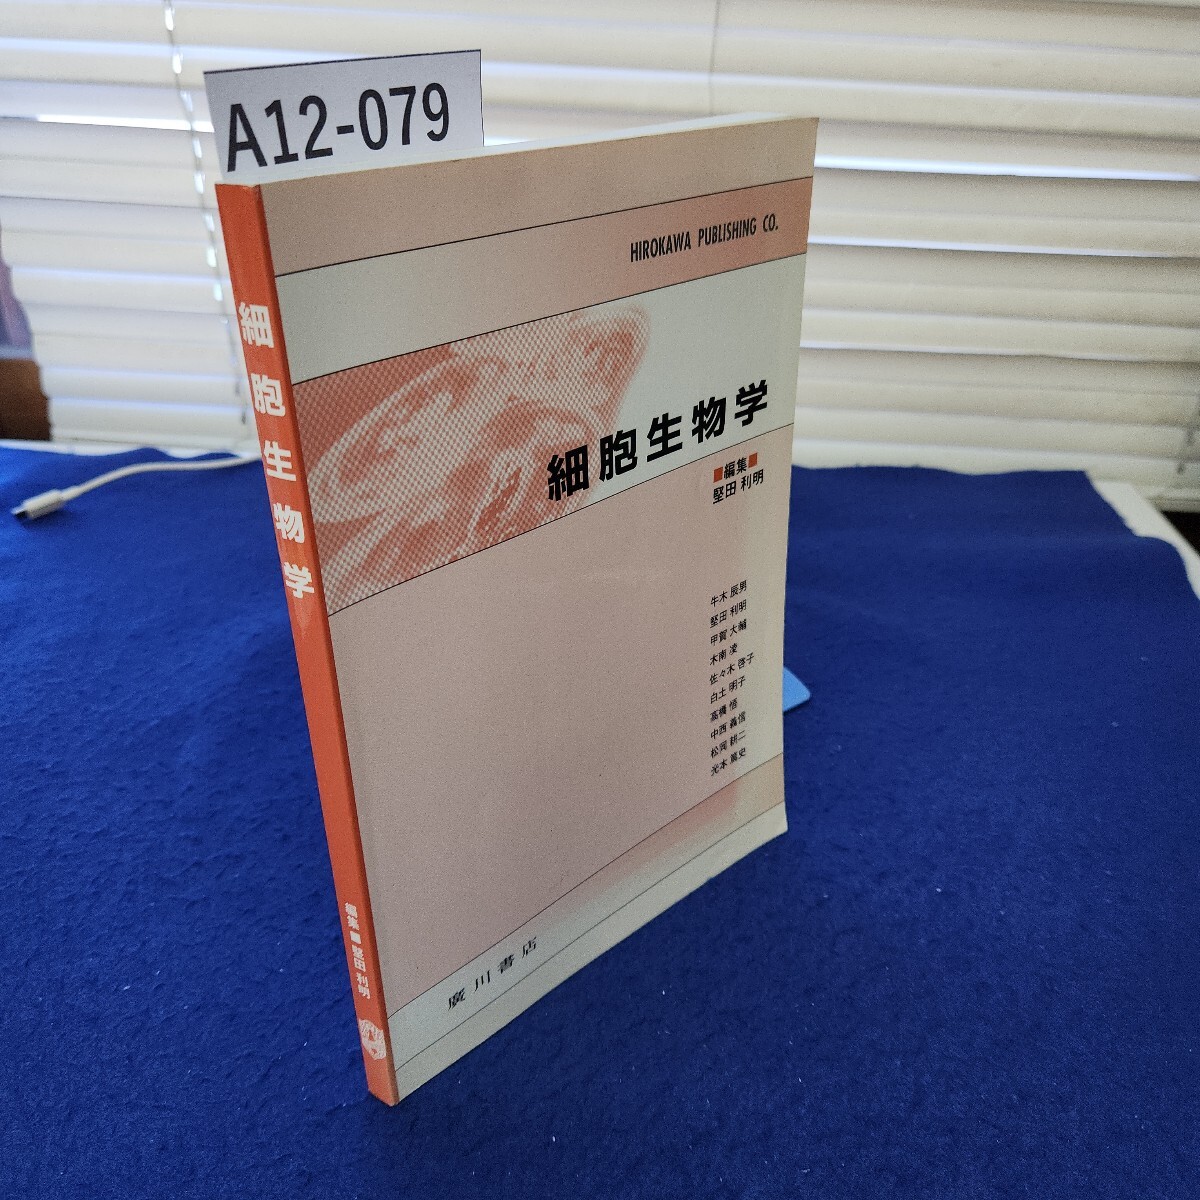 A12-079
HIROKAWA PUBLISHING CO.
細胞生物学
■編集■
堅田 利明
牛木 辰男
堅田 利明
甲賀 大輔
木南 凌
佐々木 啓子
白土 明子
高橋 悟
中西 義信
松岡 耕二
光本 篤史
廣川書店
細胞生物学
編集■堅田 利明